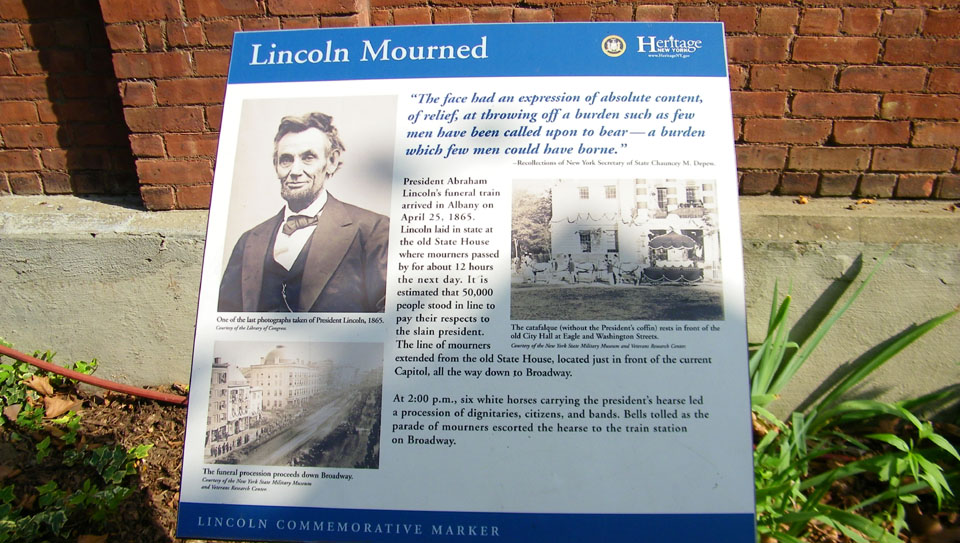 Lincoln Mourned
Heritage
NEW YORK
www.HeritageNY.gov
“The face had an expression of absolute content,
of relief, at throwing off a burden such as few
men have been called upon to bear—a burden
which few men could have borne.”
–Recollections of New York Secretary of State Chauncey M. Depew.
President Abraham
Lincoln's funeral train
arrived in Albany on
April 25, 1865.
Lincoln laid in state at
the old State House
where mourners passed
by for about 12 hours
the next day. It is
estimated that 50,000
people stood in line to
pay their respects to
the slain president.
The line of mourners
extended from the old State House, located just in front of the current
Capitol, all the way down to Broadway.
At 2:00 p.m., six white horses carrying the president's hearse led
a procession of dignitaries, citizens, and bands. Bells tolled as the
parade of mourners escorted the hearse to the train station
on Broadway.
One of the last photographs taken of President Lincoln, 1865.
Courtesy of the Library of Congress
The catafalque (without the President's coffin) rests in front of the
old City Hall at Eagle and Washington Streets.
Courtesy of the New York State Military Museum and Veterans Research Center.
The funeral procession proceeds down Broadway.
Courtesy of the New York State Military Museum
and Veterans Research Center.
LINCOLN COMMEMORATIVE MARKER